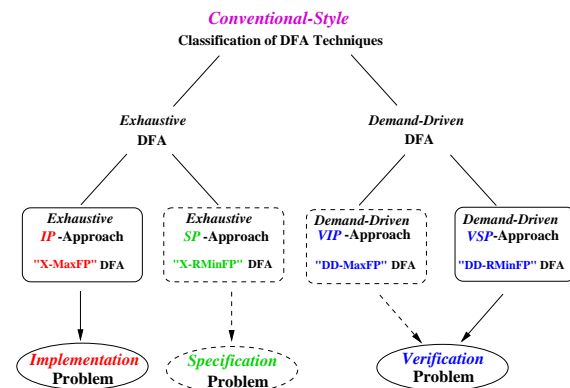 Conventional-Style
Classification of DFA Techniques
Exhaustive
DFA
Demand-Driven
DFA
Exhaustive
IP -Approach
"X-MaxFP" DFA
Exhaustive
SP -Approach
"X-RMinFP" DFA
Demand-Driven
VIP -Approach
"DD-MaxFP" DFA
Demand-Driven
VSP -Approach
"DD-RMinFP" DFA
Implementation
Problem
Specification
Problem
Verification
Problem